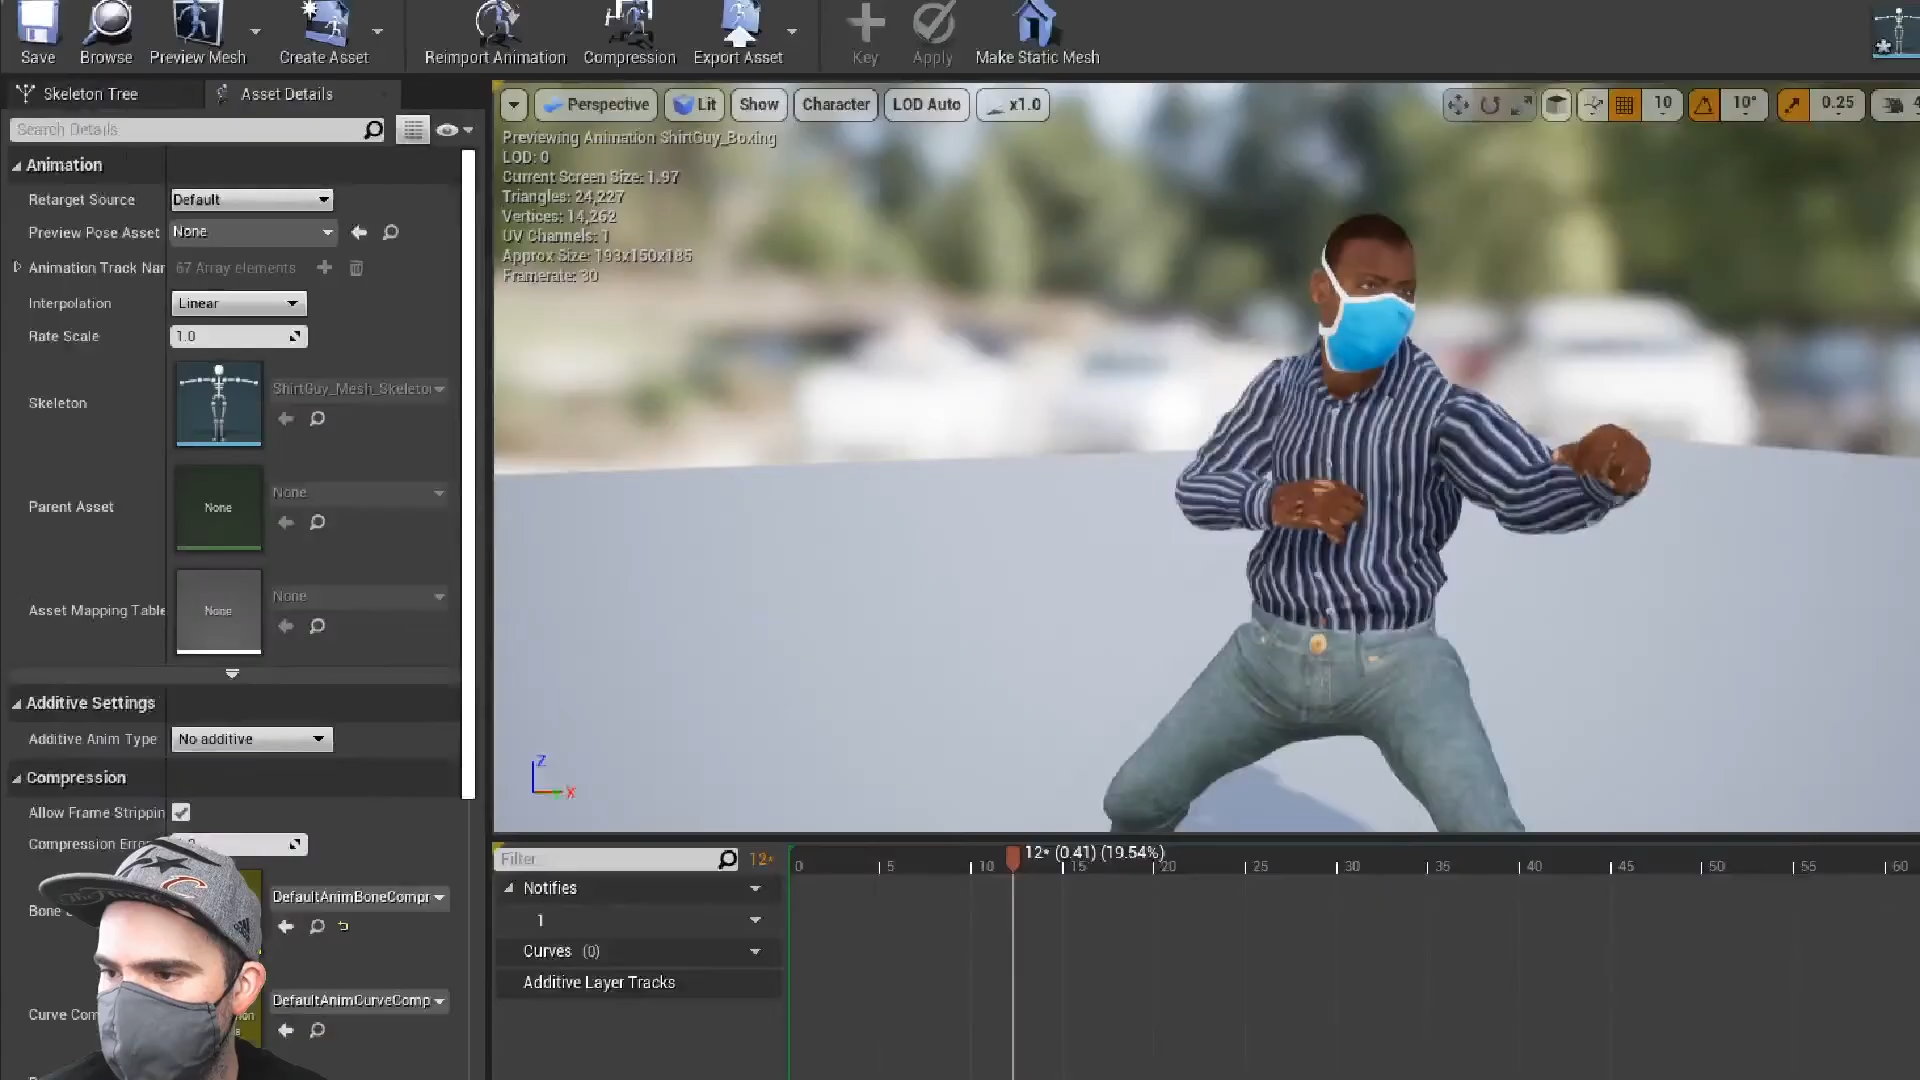 Save
Browse
Preview Mesh
Create Asset
Reimport Animation
Compression
Export Asset
Key
Apply
Make Static Mesh
Skeleton Tree
Asset Details
Search Details
Animation
Retarget Source
Default
Preview Pose Asset
None
Animation Track Nar
67 Array elements
Interpolation
Linear
Rate Scale
1.0
Skeleton
ShirtGuy_Mesh_Skeleto
Parent Asset
None
None
Asset Mapping Table
None
None
Additive Settings
Additive Anim Type
No additive
Compression
Allow Frame Strippin
Compression Erro
Bone
DefaultAnimBoneCompr
Curve Com
DefaultAnimCurveComp
Perspective
Lit
Show
Character
LOD Auto
x1.0
10
10°
0.25
4
Previewing Animation ShirtGuy_Boxing
LOD: 0
Current Screen Size: 1.97
Triangles: 24,227
Vertices: 14,262
UV Channels: 1
Approx Size: 193x150x185
Framerate: 30
Z
X
Filter
12*
12* (0.41) (19.54%)
0 5 10 15 20 25 30 35 40 45 50 55 60
Notifies
1
Curves (0)
Additive Layer Tracks